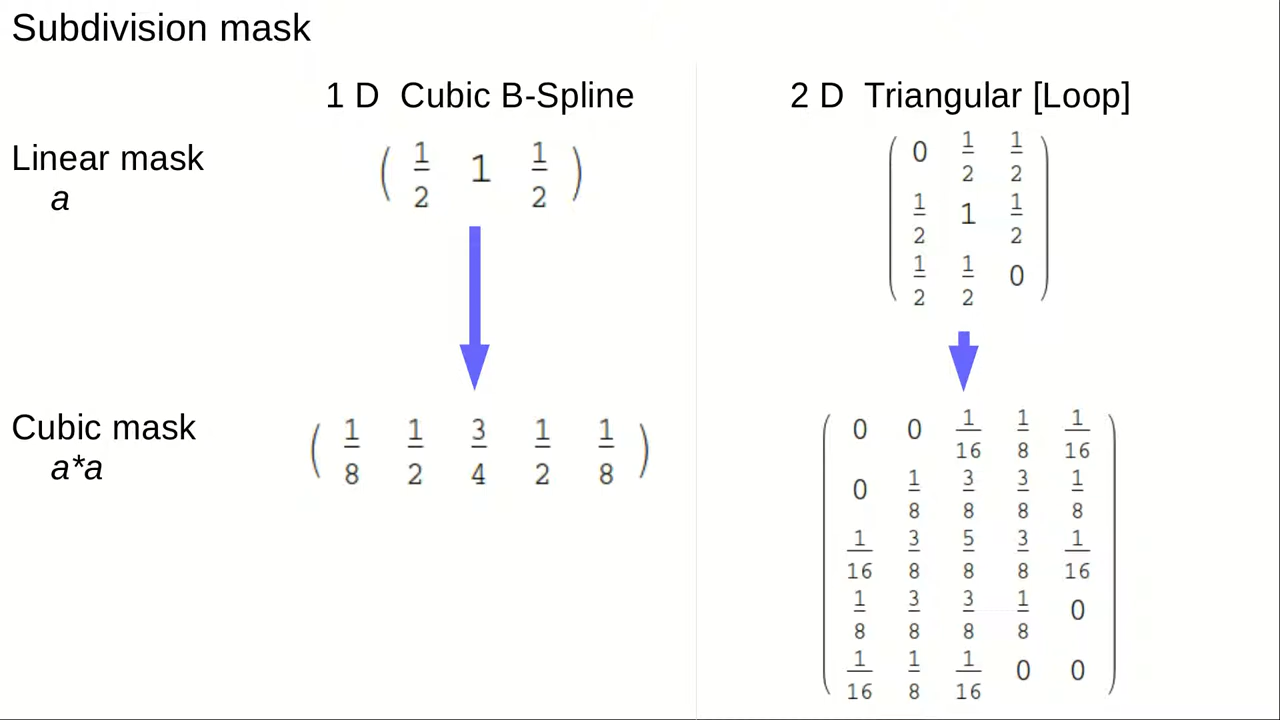 Subdivision mask
1 D Cubic B-Spline
2 D Triangular [Loop]
Linear mask
a
( 1/2 1 1/2 )
( 0 1/2 1/2
1/2 1 1/2
1/2 1/2 0 )
Cubic mask
a*a
( 1/8 1/2 3/4 1/2 1/8 )
( 0 0 1/16 1/8 1/16
0 1/8 3/8 3/8 1/8
1/16 3/8 5/8 3/8 1/16
1/8 3/8 3/8 1/8 0
1/16 1/8 1/16 0 0 )